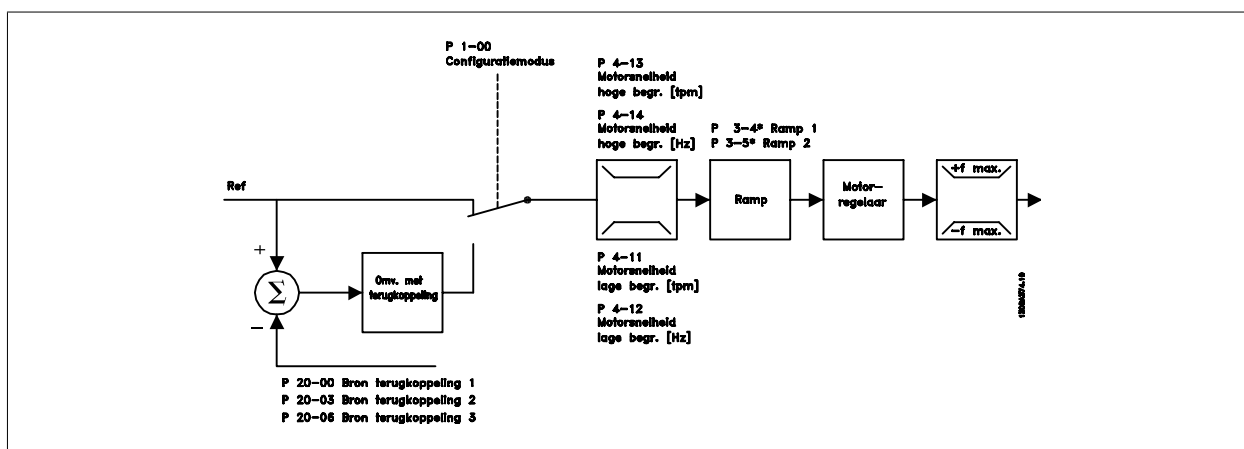 P 1-00
Configuratiemodus
P 4-13
Motorsnelheid
hoge begr. [tpm]
P 4-14
Motorsnelheid
hoge begr. [Hz]
P 3-4* Ramp 1
P 3-5* Ramp 2
Ref
+
Σ
−
Omv. met
terugkoppeling
Ramp
Motor-
regelaar
+f max.
−f max.
P 4-11
Motorsnelheid
lage begr. [tpm]
P 4-12
Motorsnelheid
lage begr. [Hz]
P 20-00 Bron terugkoppeling 1
P 20-03 Bron terugkoppeling 2
P 20-06 Bron terugkoppeling 3